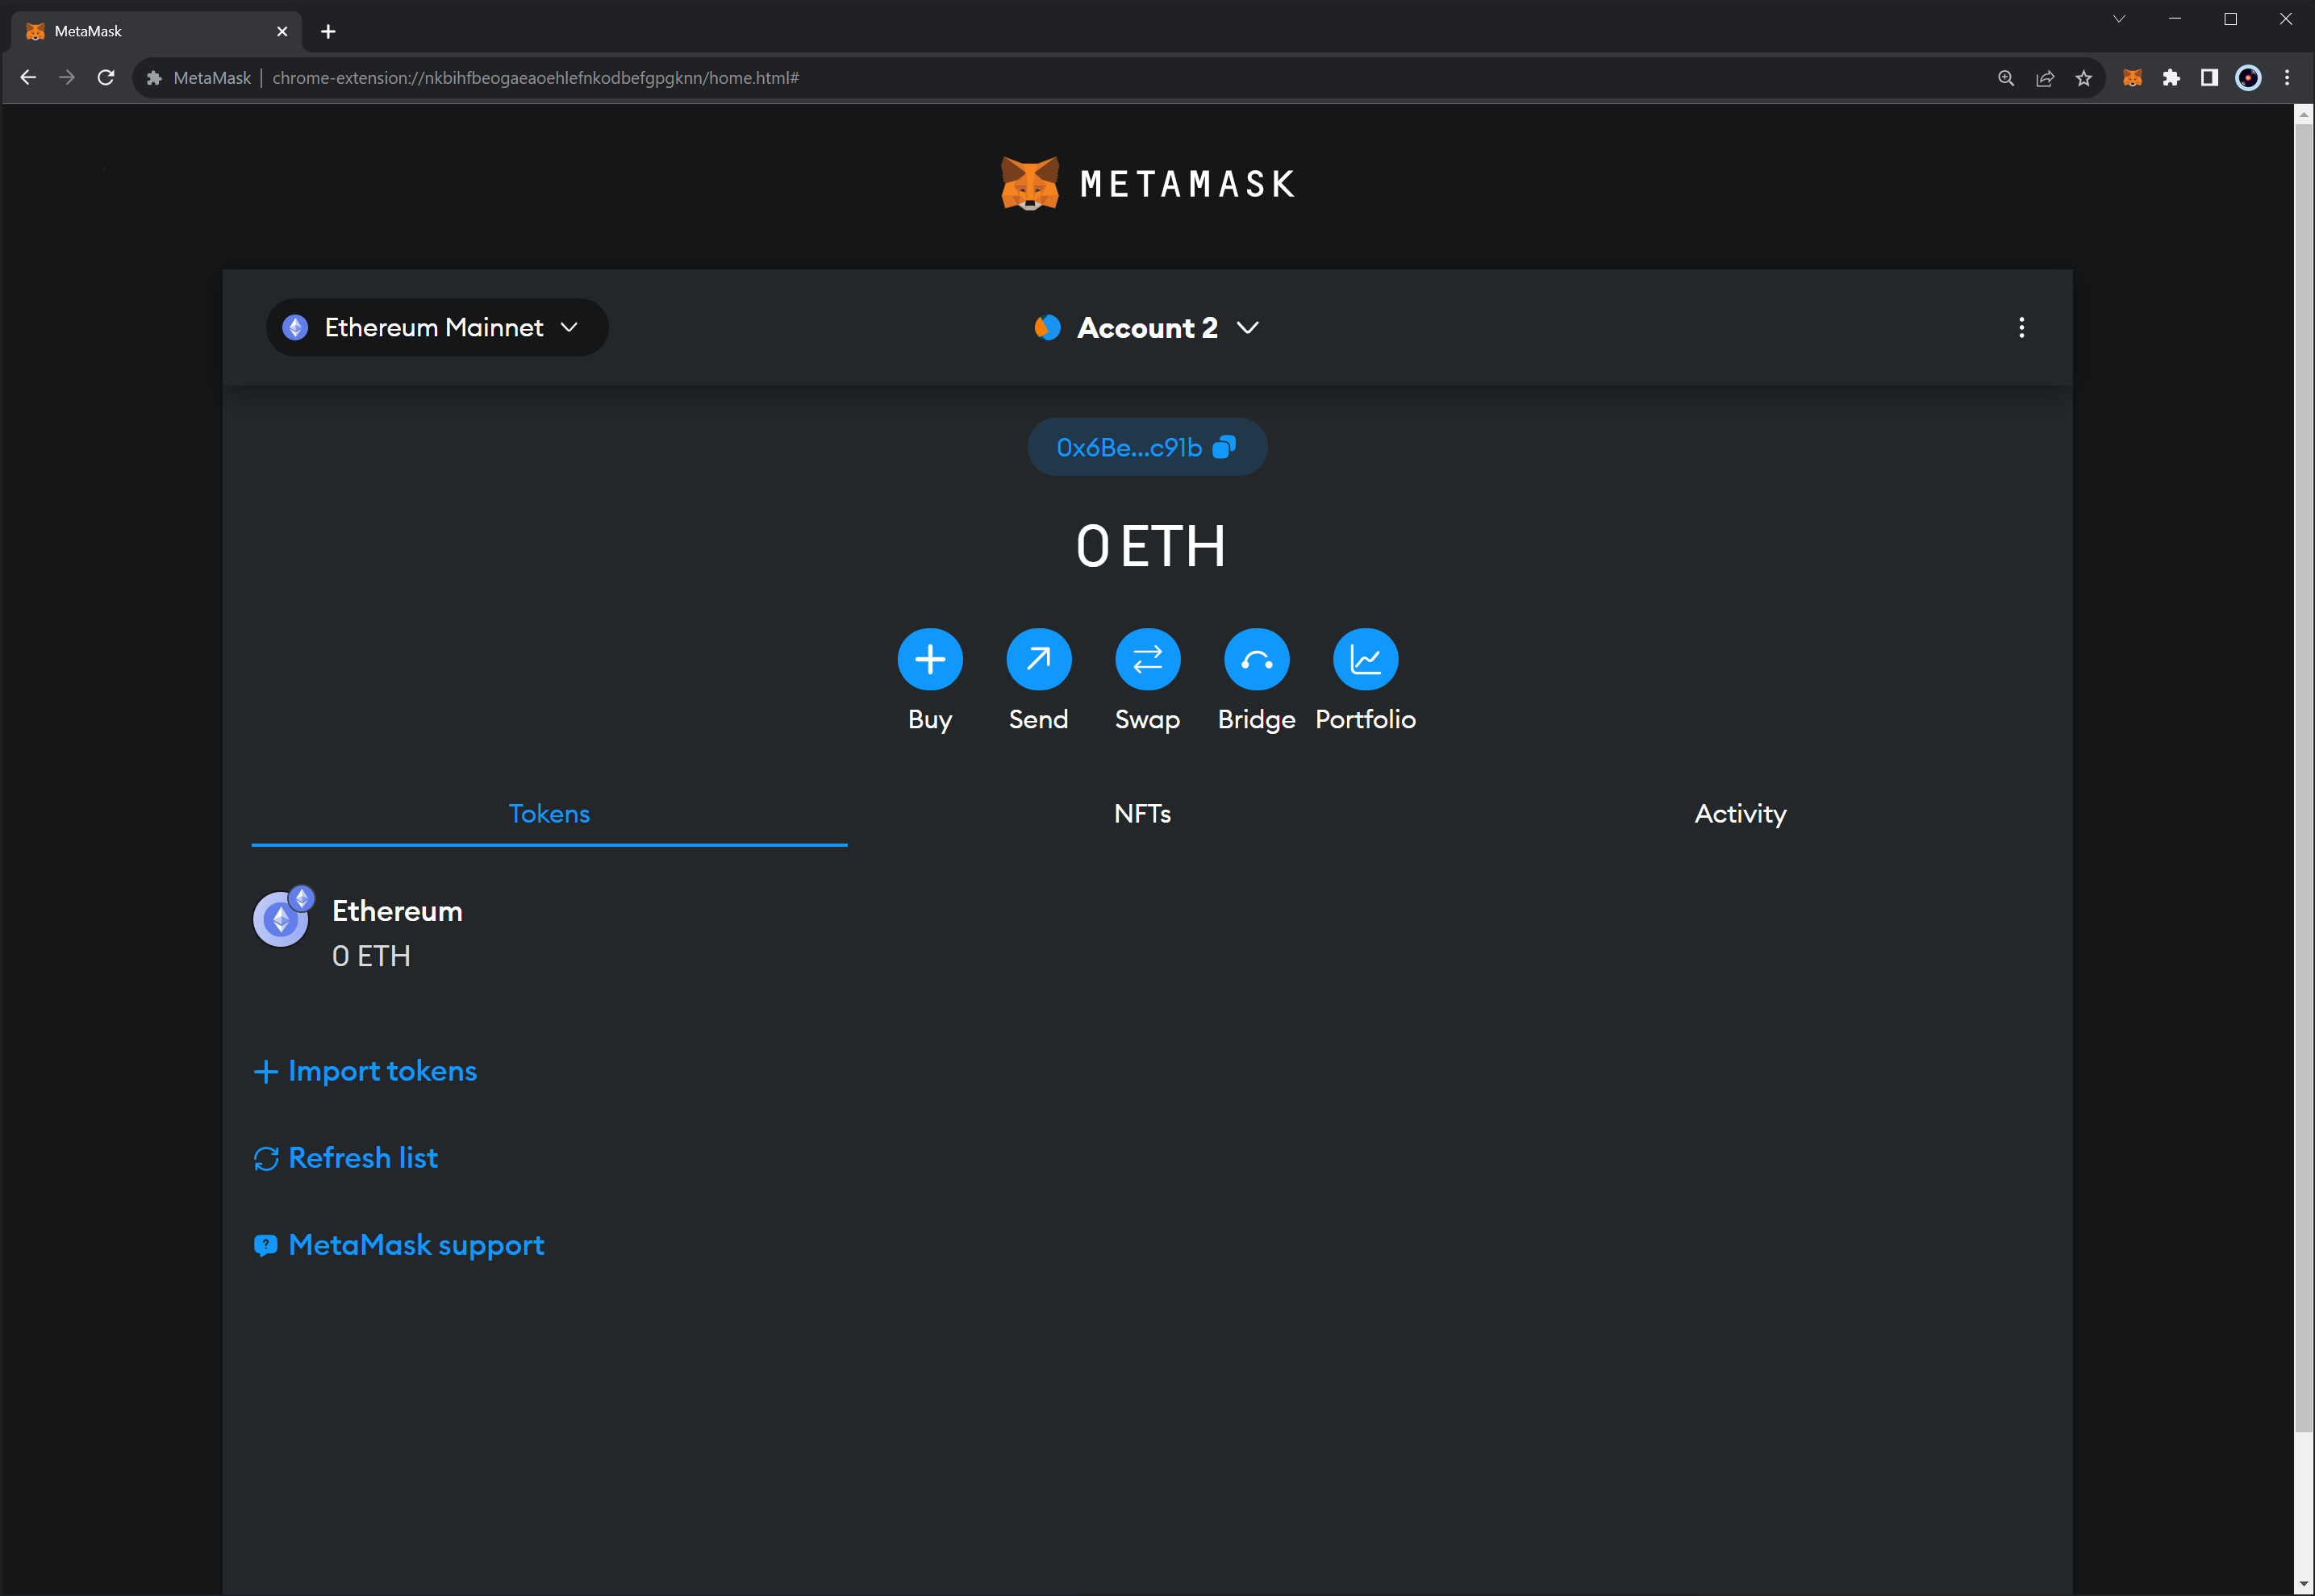 MetaMask
MetaMask | chrome-extension://nkbihfbeogaeaoehlefnkodbefgpgknn/home.html#
METAMASK
Ethereum Mainnet
Account 2
0x6Be...c91b
0 ETH
Buy Send Swap Bridge Portfolio
Tokens NFTs Activity
Ethereum
0 ETH
Import tokens
Refresh list
MetaMask support